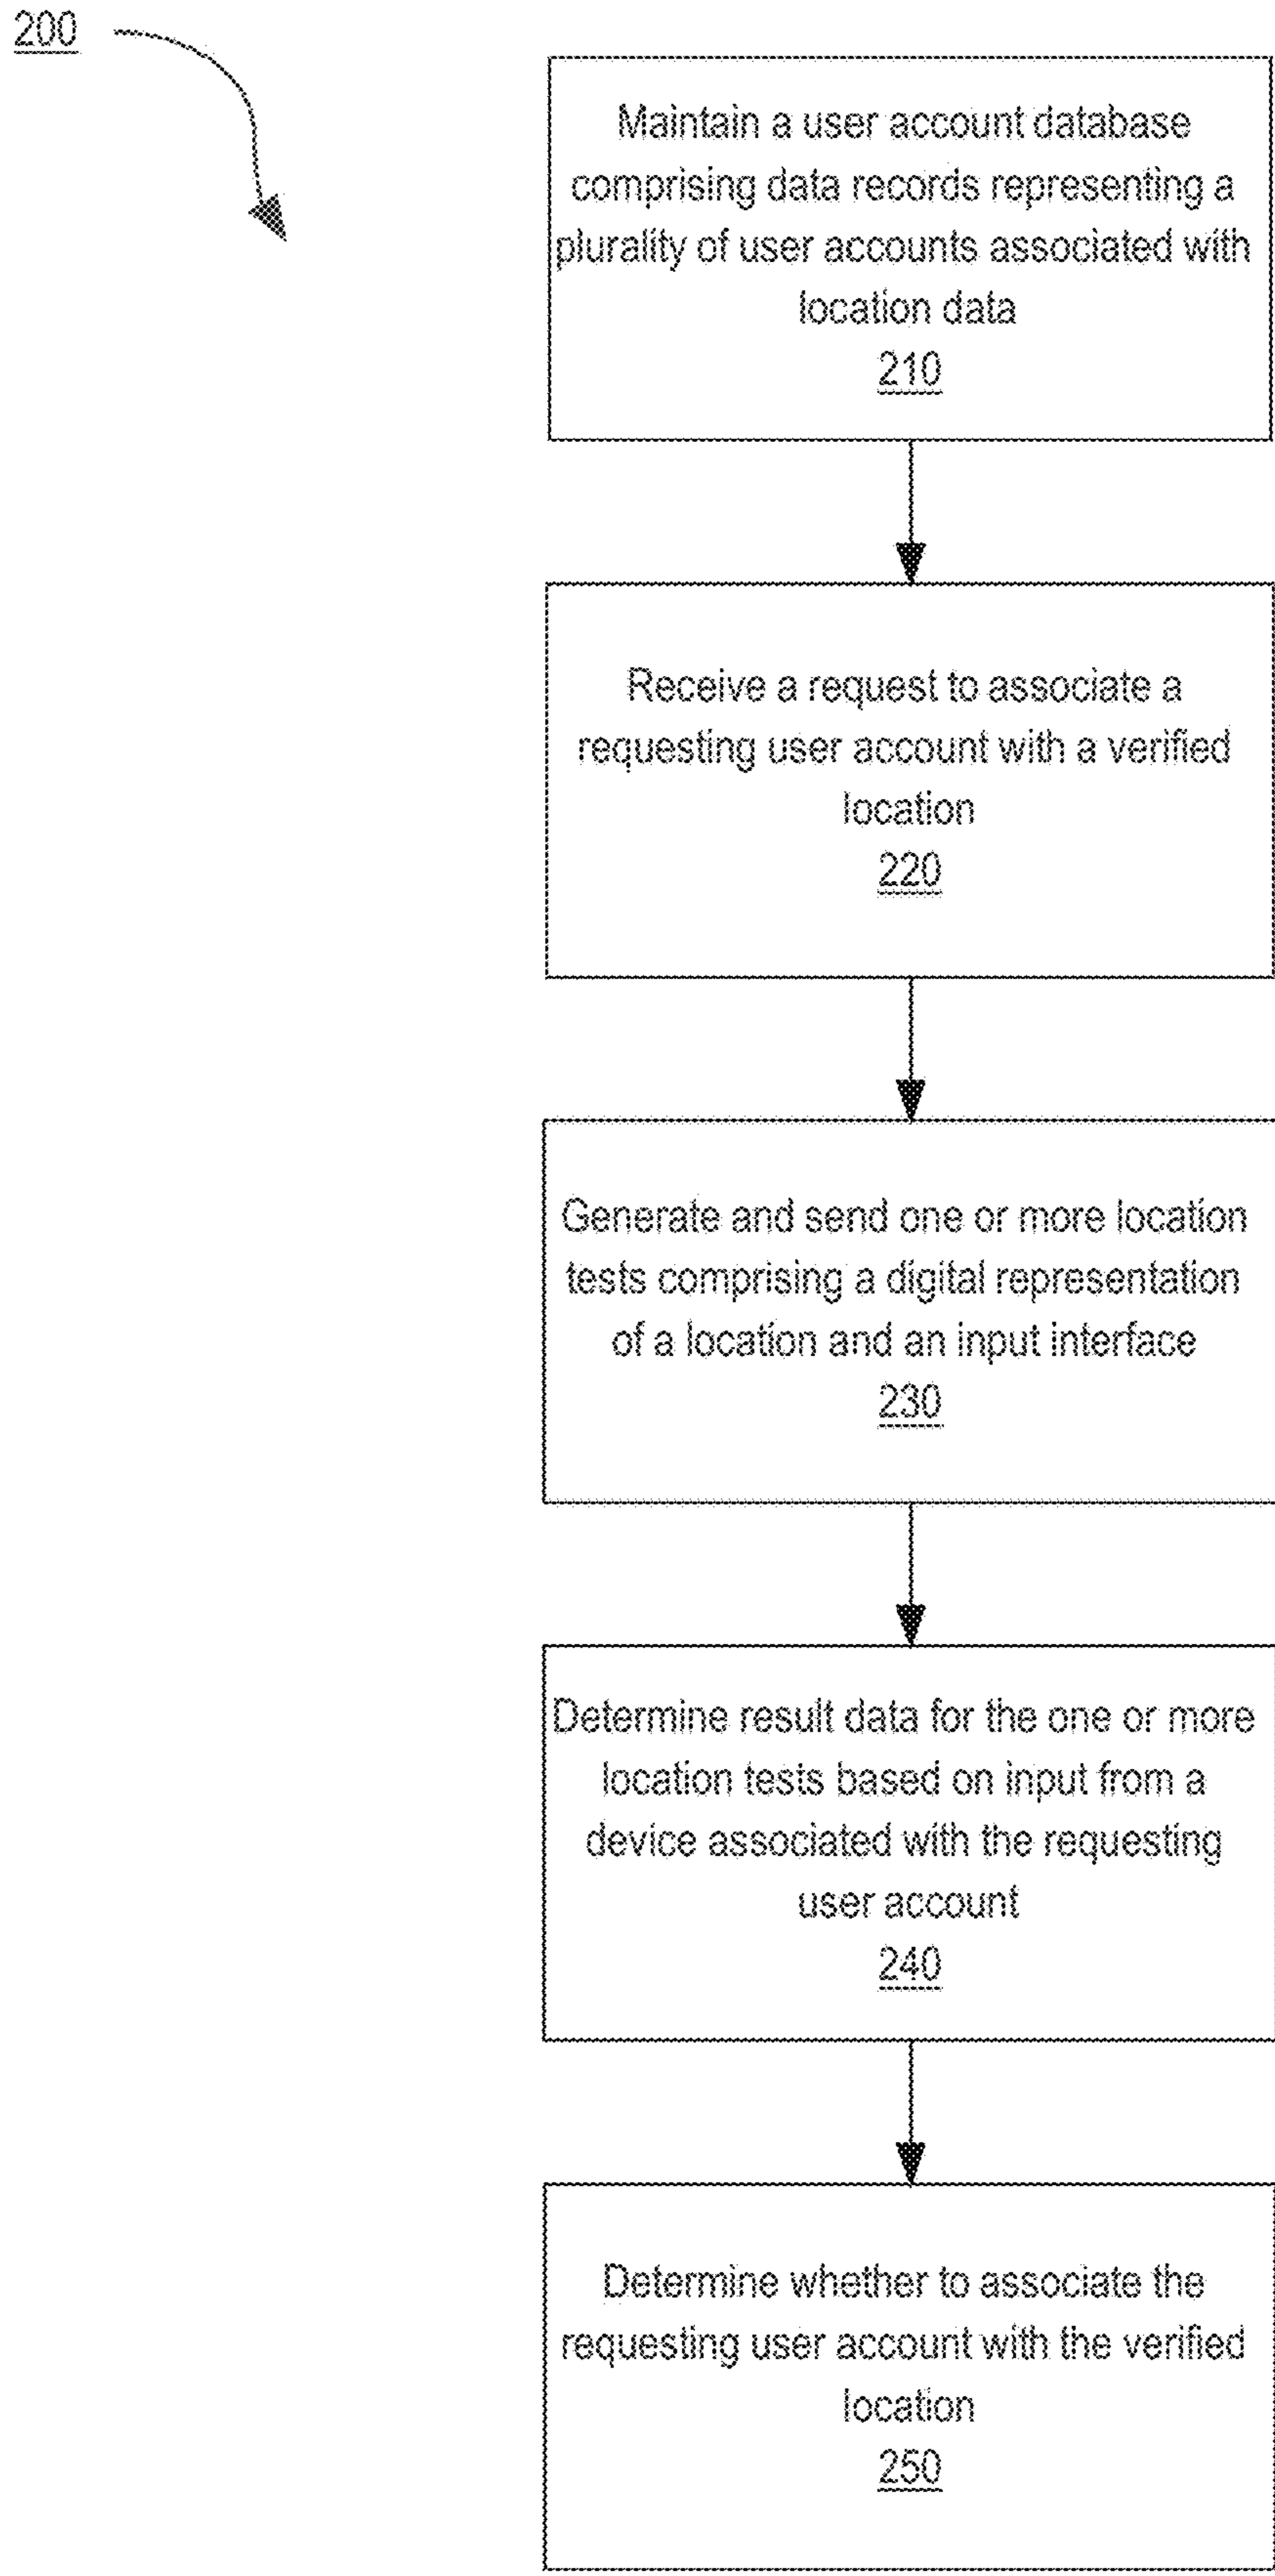 200
Maintain a user account database
comprising data records representing a
plurality of user accounts associated with
location data
210
Receive a request to associate a
requesting user account with a verified
location
220
Generate and send one or more location
tests comprising a digital representation
of a location and an input interface
230
Determine result data for the one or more
location tests based on input from a
device associated with the requesting
user account
240
Determine whether to associate the
requesting user account with the verified
location
250